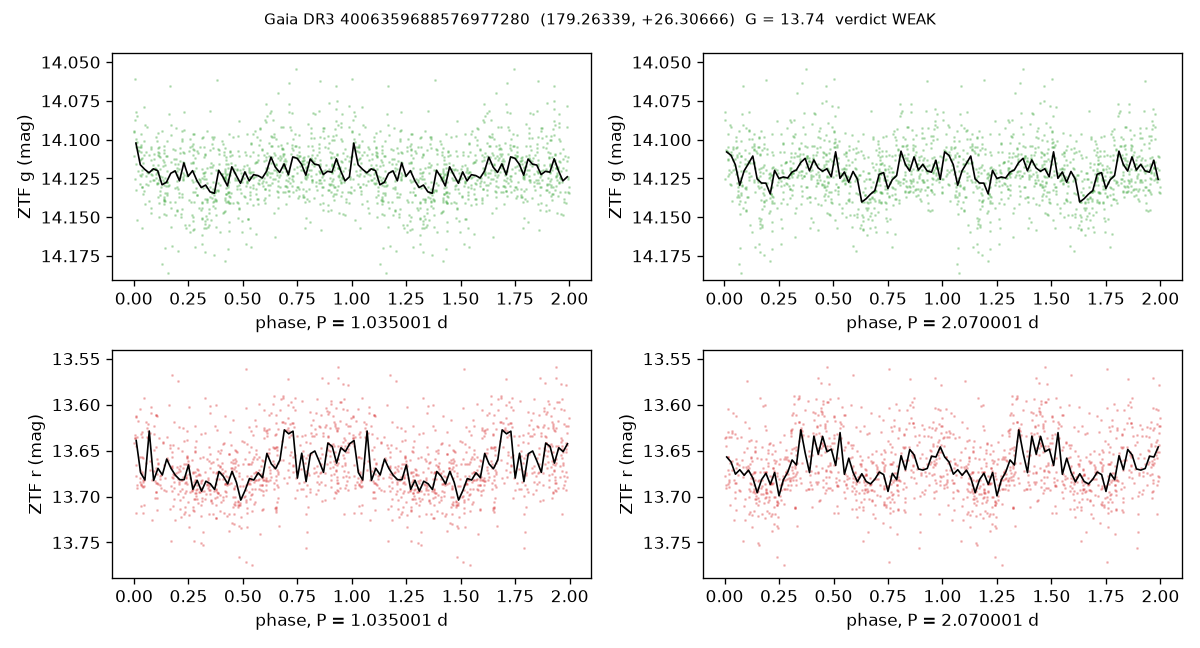 Gaia DR3 4006359688576977280 (179.26339, +26.30666) G = 13.74 verdict WEAK
ZTF g (mag)
14.050
14.075
14.100
14.125
14.150
14.175
0.00 0.25 0.50 0.75 1.00 1.25 1.50 1.75 2.00
phase, P = 1.035001 d
ZTF g (mag)
14.050
14.075
14.100
14.125
14.150
14.175
0.00 0.25 0.50 0.75 1.00 1.25 1.50 1.75 2.00
phase, P = 2.070001 d
ZTF r (mag)
13.55
13.60
13.65
13.70
13.75
0.00 0.25 0.50 0.75 1.00 1.25 1.50 1.75 2.00
phase, P = 1.035001 d
ZTF r (mag)
13.55
13.60
13.65
13.70
13.75
0.00 0.25 0.50 0.75 1.00 1.25 1.50 1.75 2.00
phase, P = 2.070001 d